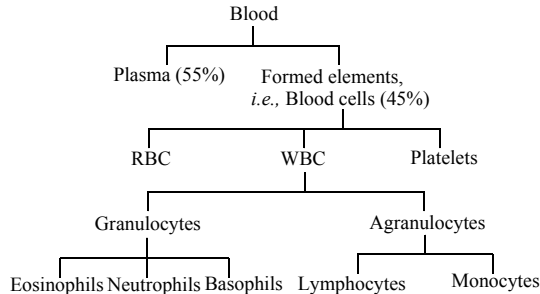 Blood
Plasma (55%)
Formed elements,
i.e., Blood cells (45%)
RBC WBC Platelets
Granulocytes Agranulocytes
Eosinophils Neutrophils Basophils Lymphocytes Monocytes